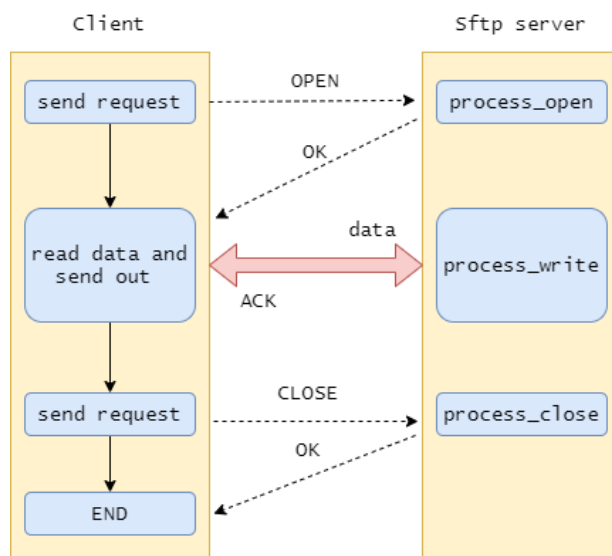 Client
Sftp server
send request
OPEN
process_open
OK
read data and
send out
data
ACK
process_write
send request
CLOSE
process_close
OK
END